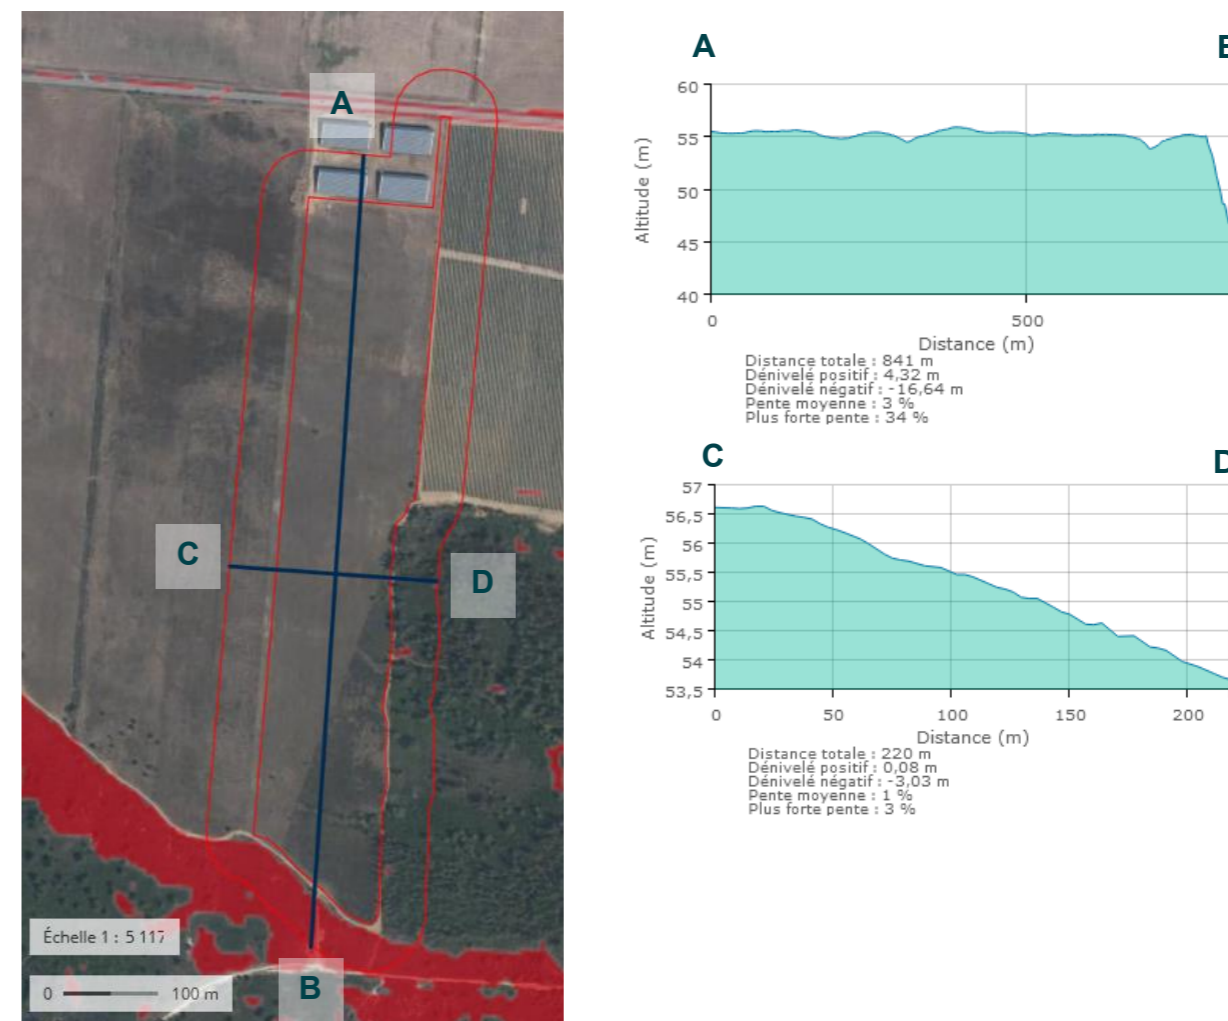 A
C
D
B
Échelle 1 : 5 117
0 100 m
A
60
55
50
45
40
Altitude (m)
0 500
Distance (m)
Distance totale : 841 m
Dénivelé positif : 4,32 m
Dénivelé négatif : -16,64 m
Pente moyenne : 3 %
Plus forte pente : 34 %
C
57
56,5
56
55,5
55
54,5
54
53,5
Altitude (m)
0 50 100 150 200
Distance (m)
Distance totale : 220 m
Dénivelé positif : 0,08 m
Dénivelé négatif : -3,03 m
Pente moyenne : 1 %
Plus forte pente : 3 %